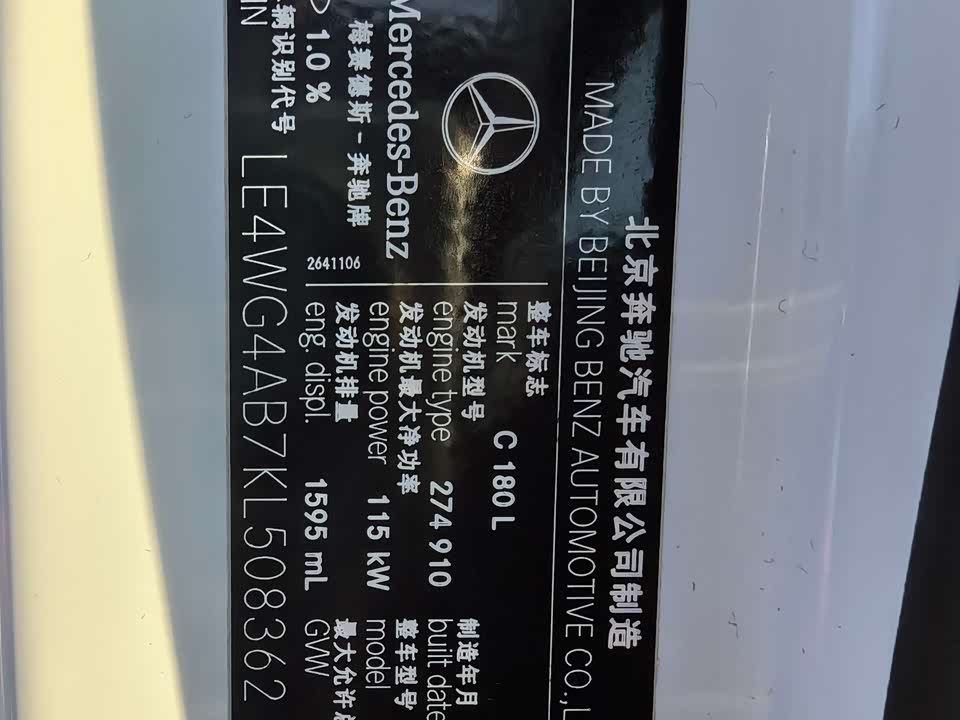 北京奔驰汽车有限公司制造
MADE BY BEIJING BENZ AUTOMOTIVE CO.,L
Mercedes-Benz
梅赛德斯-奔驰牌
2641106
整车标志
mark C 180 L
发动机型号
engine type 274 910
发动机最大净功率
engine power 115 kW
发动机排量
eng. displ. 1595 mL
制造年月
built date
整车型号
model
最大允许总
GVW
1.0 %
辆识别代号
IN LE4WG4AB7KL508362